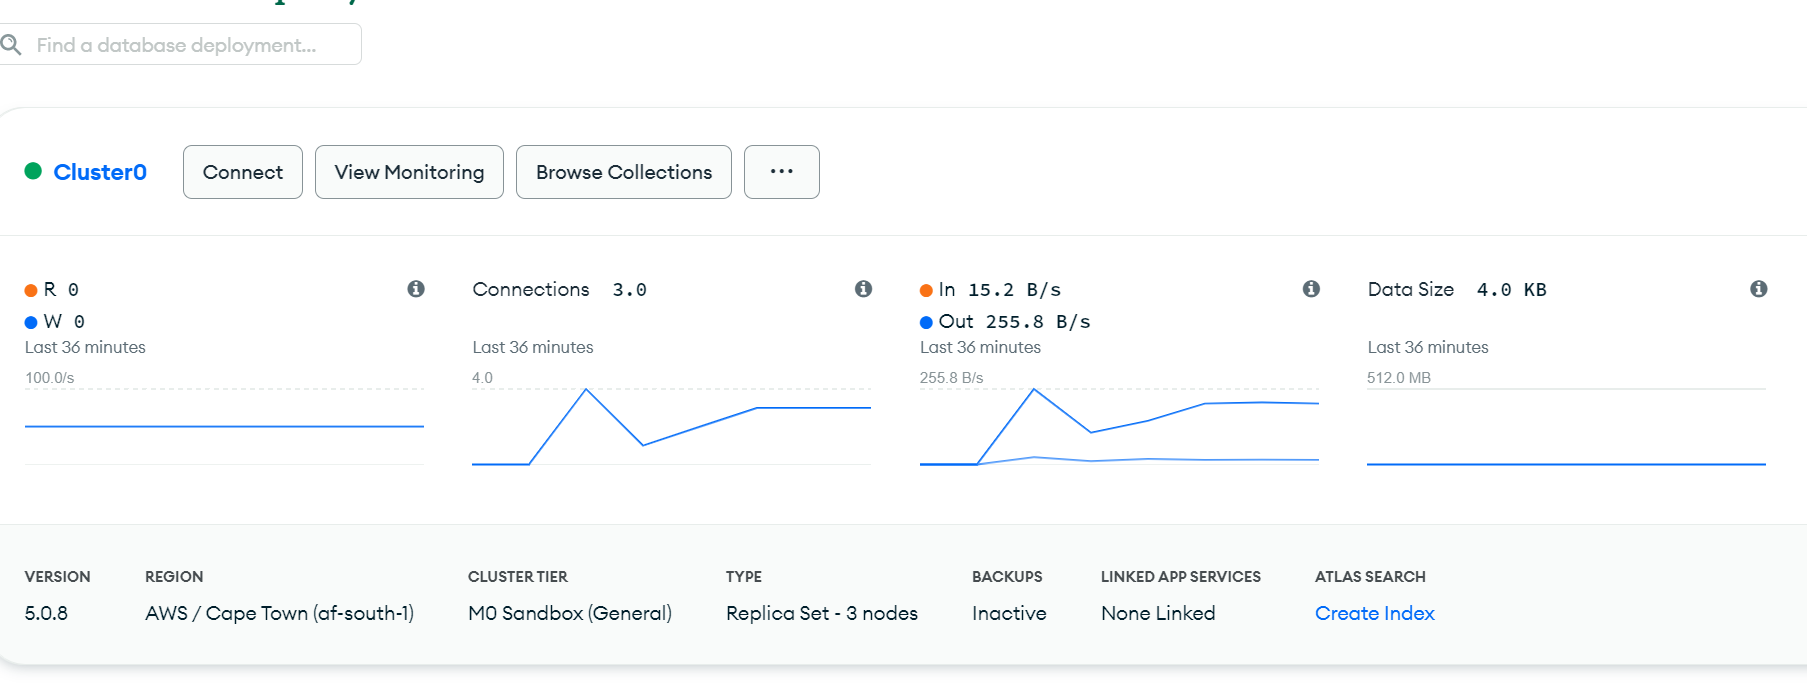 Find a database deployment...
Cluster0
Connect
View Monitoring
Browse Collections
...
R 0
W 0
Last 36 minutes
100.0/s
Connections 3.0
Last 36 minutes
4.0
In 15.2 B/s
Out 255.8 B/s
Last 36 minutes
255.8 B/s
Data Size 4.0 KB
Last 36 minutes
512.0 MB
VERSION
5.0.8
REGION
AWS / Cape Town (af-south-1)
CLUSTER TIER
M0 Sandbox (General)
TYPE
Replica Set - 3 nodes
BACKUPS
Inactive
LINKED APP SERVICES
None Linked
ATLAS SEARCH
Create Index